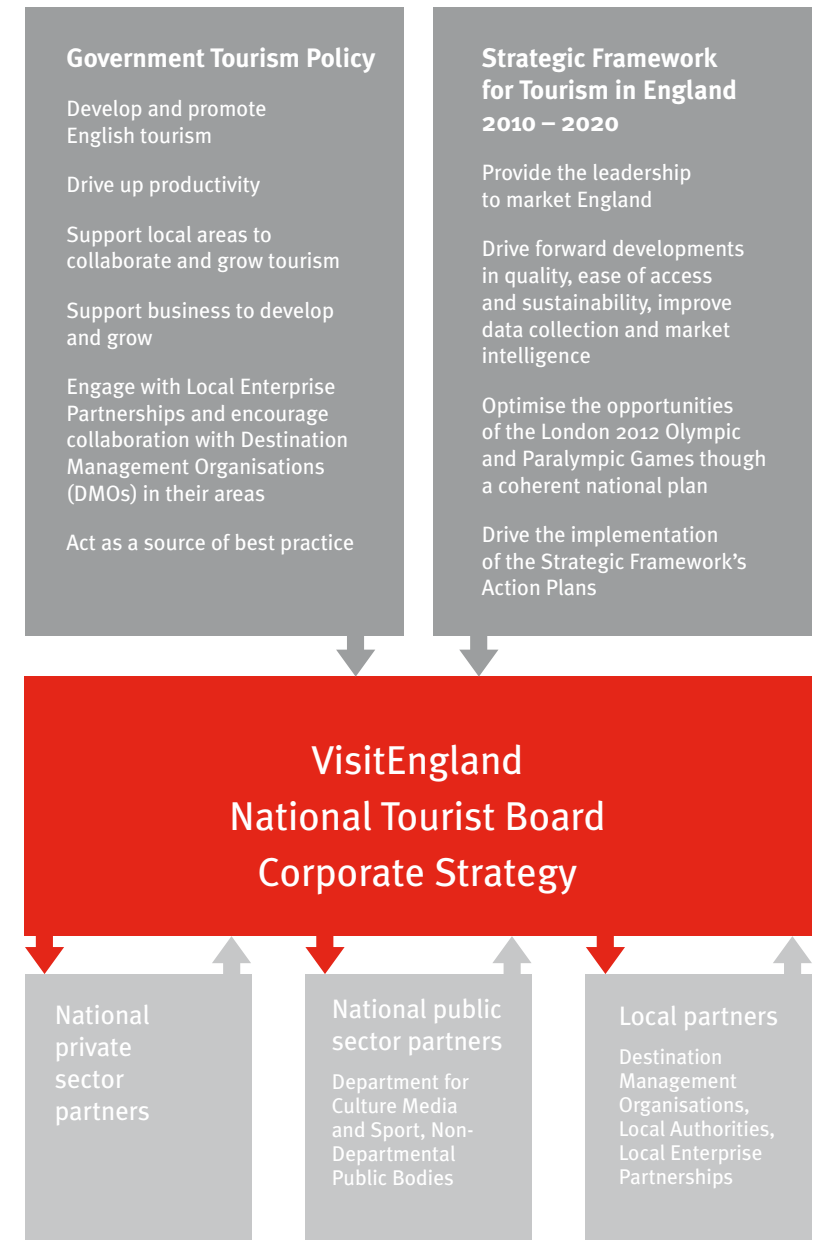 Government Tourism Policy
Develop and promote
English tourism
Drive up productivity
Support local areas to
collaborate and grow tourism
Support business to develop
and grow
Engage with Local Enterprise
Partnerships and encourage
collaboration with Destination
Management Organisations
(DMOs) in their areas
Act as a source of best practice
Strategic Framework
for Tourism in England
2010 – 2020
Provide the leadership
to market England
Drive forward developments
in quality, ease of access
and sustainability, improve
data collection and market
intelligence
Optimise the opportunities
of the London 2012 Olympic
and Paralympic Games though
a coherent national plan
Drive the implementation
of the Strategic Framework’s
Action Plans
VisitEngland
National Tourist Board
Corporate Strategy
National
private
sector
partners
National public
sector partners
Department for
Culture Media
and Sport, Non-
Departmental
Public Bodies
Local partners
Destination
Management
Organisations,
Local Authorities,
Local Enterprise
Partnerships